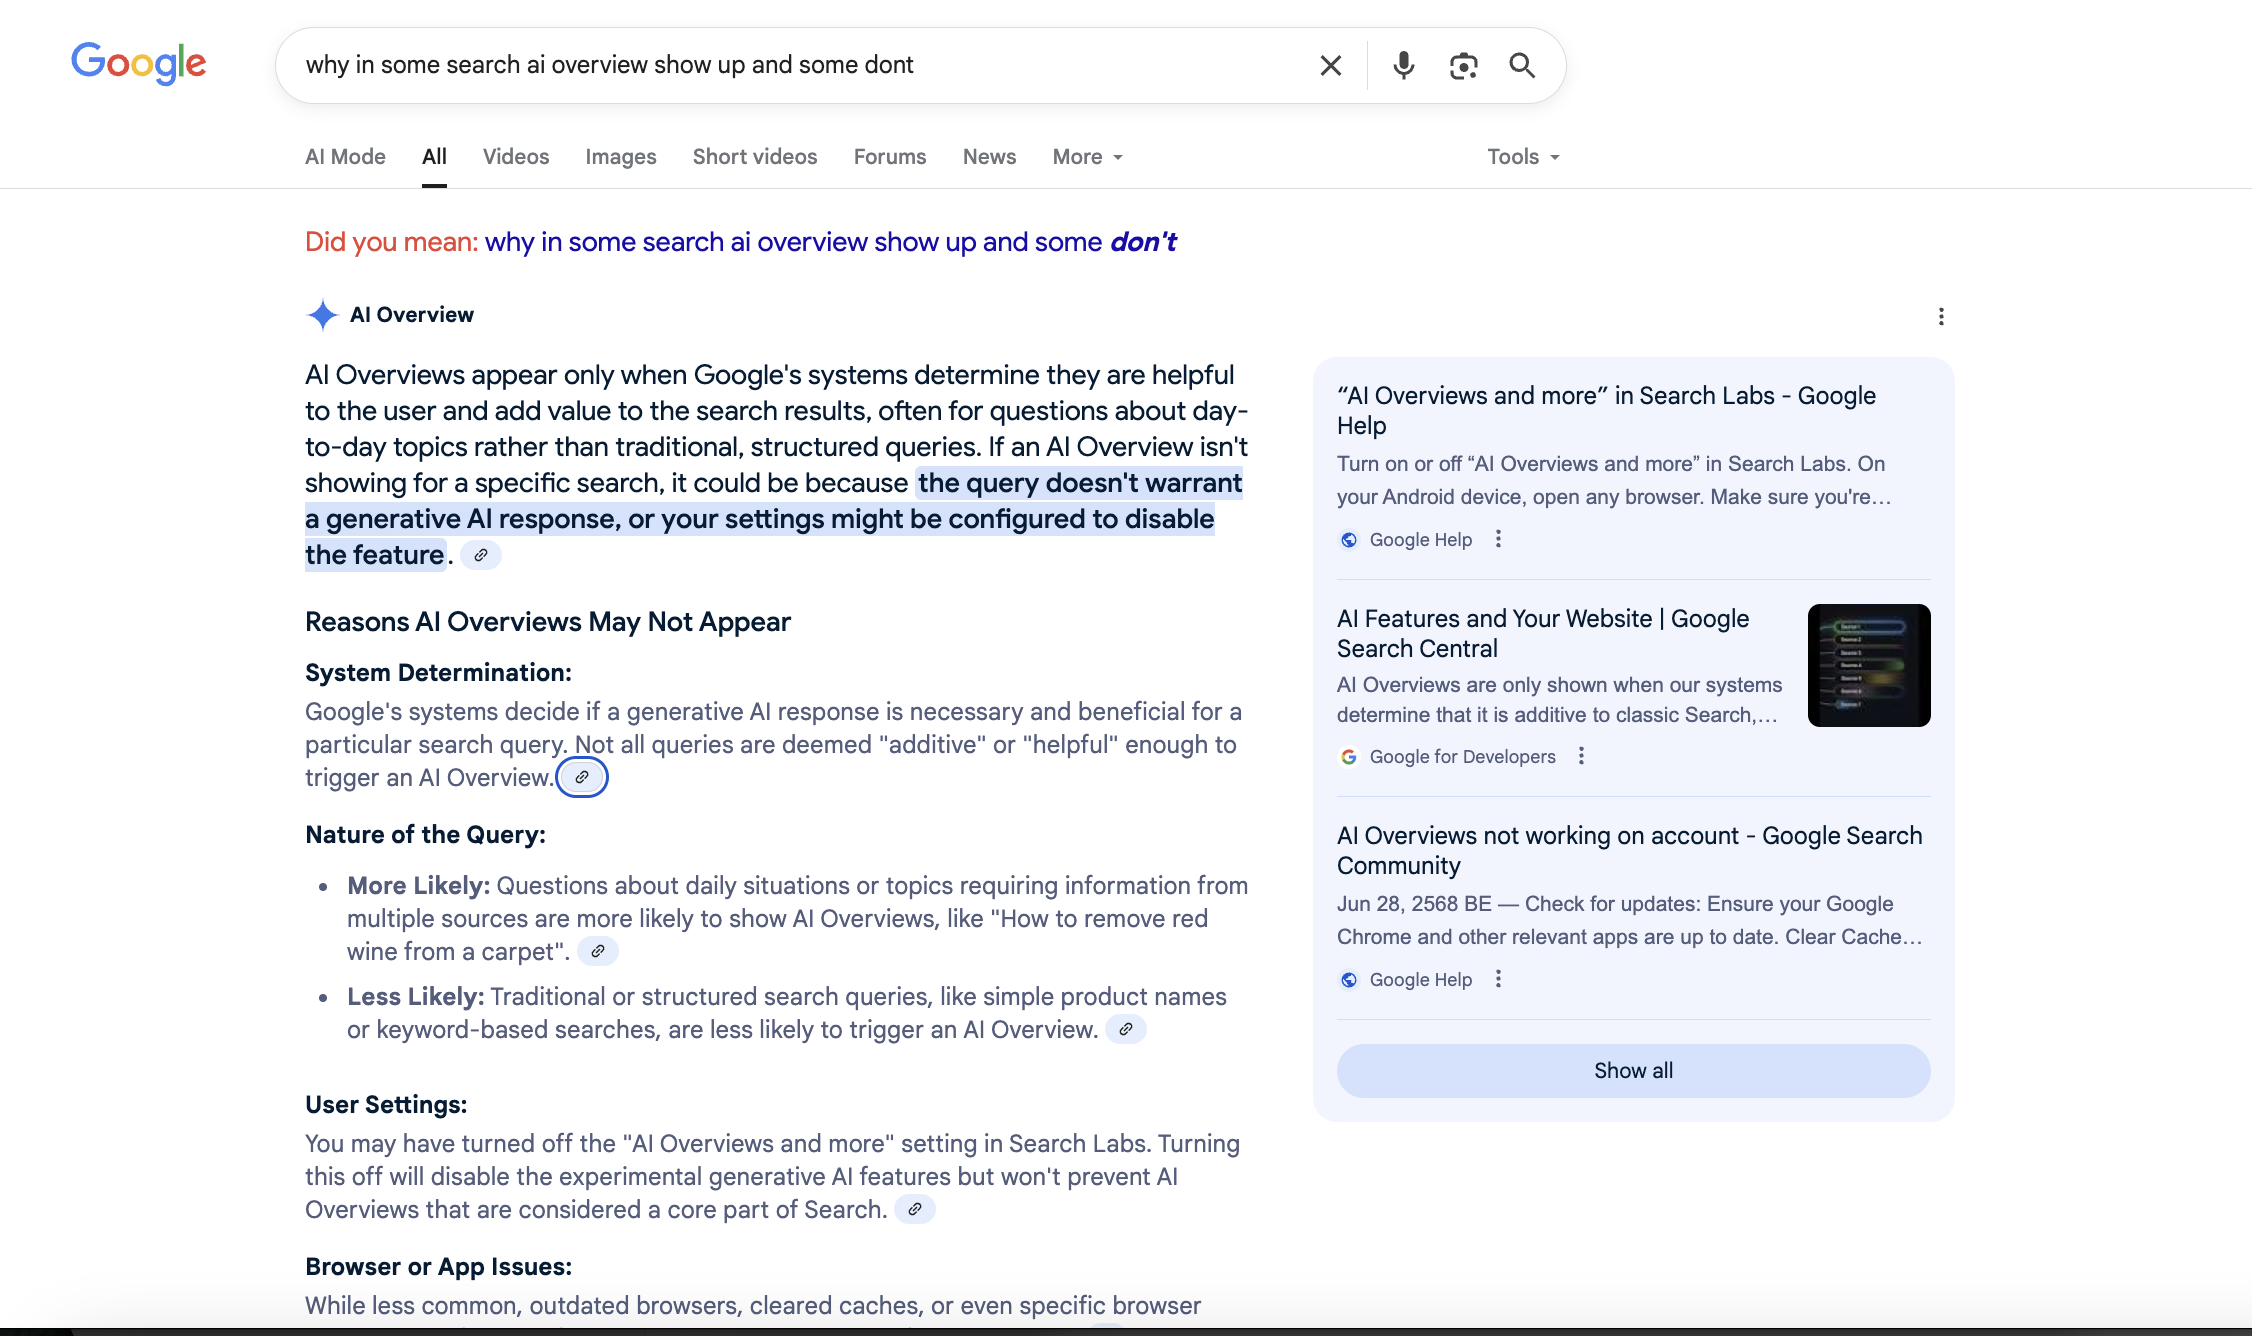 Google
why in some search ai overview show up and some dont
AI Mode
All
Videos
Images
Short videos
Forums
News
More
Tools
Did you mean: why in some search ai overview show up and some don't
AI Overview
AI Overviews appear only when Google's systems determine they are helpful
to the user and add value to the search results, often for questions about day-
to-day topics rather than traditional, structured queries. If an AI Overview isn't
showing for a specific search, it could be because the query doesn't warrant
a generative AI response, or your settings might be configured to disable
the feature.
Reasons AI Overviews May Not Appear
System Determination:
Google's systems decide if a generative AI response is necessary and beneficial for a
particular search query. Not all queries are deemed "additive" or "helpful" enough to
trigger an AI Overview.
Nature of the Query:
• More Likely: Questions about daily situations or topics requiring information from
multiple sources are more likely to show AI Overviews, like "How to remove red
wine from a carpet".
• Less Likely: Traditional or structured search queries, like simple product names
or keyword-based searches, are less likely to trigger an AI Overview.
User Settings:
You may have turned off the "AI Overviews and more" setting in Search Labs. Turning
this off will disable the experimental generative AI features but won't prevent AI
Overviews that are considered a core part of Search.
Browser or App Issues:
While less common, outdated browsers, cleared caches, or even specific browser
“AI Overviews and more” in Search Labs - Google
Help
Turn on or off “AI Overviews and more” in Search Labs. On
your Android device, open any browser. Make sure you're...
Google Help
AI Features and Your Website | Google
Search Central
AI Overviews are only shown when our systems
determine that it is additive to classic Search,...
Google for Developers
AI Overviews not working on account - Google Search
Community
Jun 28, 2568 BE — Check for updates: Ensure your Google
Chrome and other relevant apps are up to date. Clear Cache...
Google Help
Show all